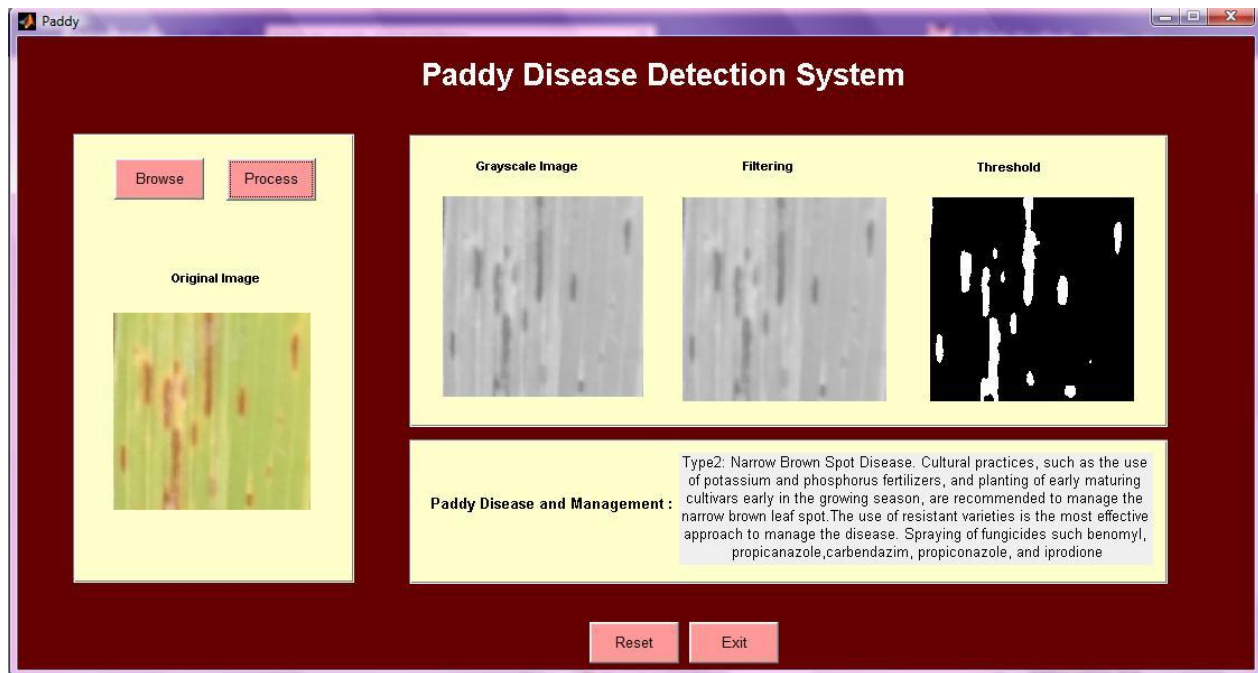 Paddy
Paddy Disease Detection System
Browse
Process
Original Image
Grayscale Image
Filtering
Threshold
Paddy Disease and Management :
Type2: Narrow Brown Spot Disease. Cultural practices, such as the use
of potassium and phosphorus fertilizers, and planting of early maturing
cultivars early in the growing season, are recommended to manage the
narrow brown leaf spot.The use of resistant varieties is the most effective
approach to manage the disease. Spraying of fungicides such benomyl,
propicanazole,carbendazim, propiconazole, and iprodione
Reset
Exit